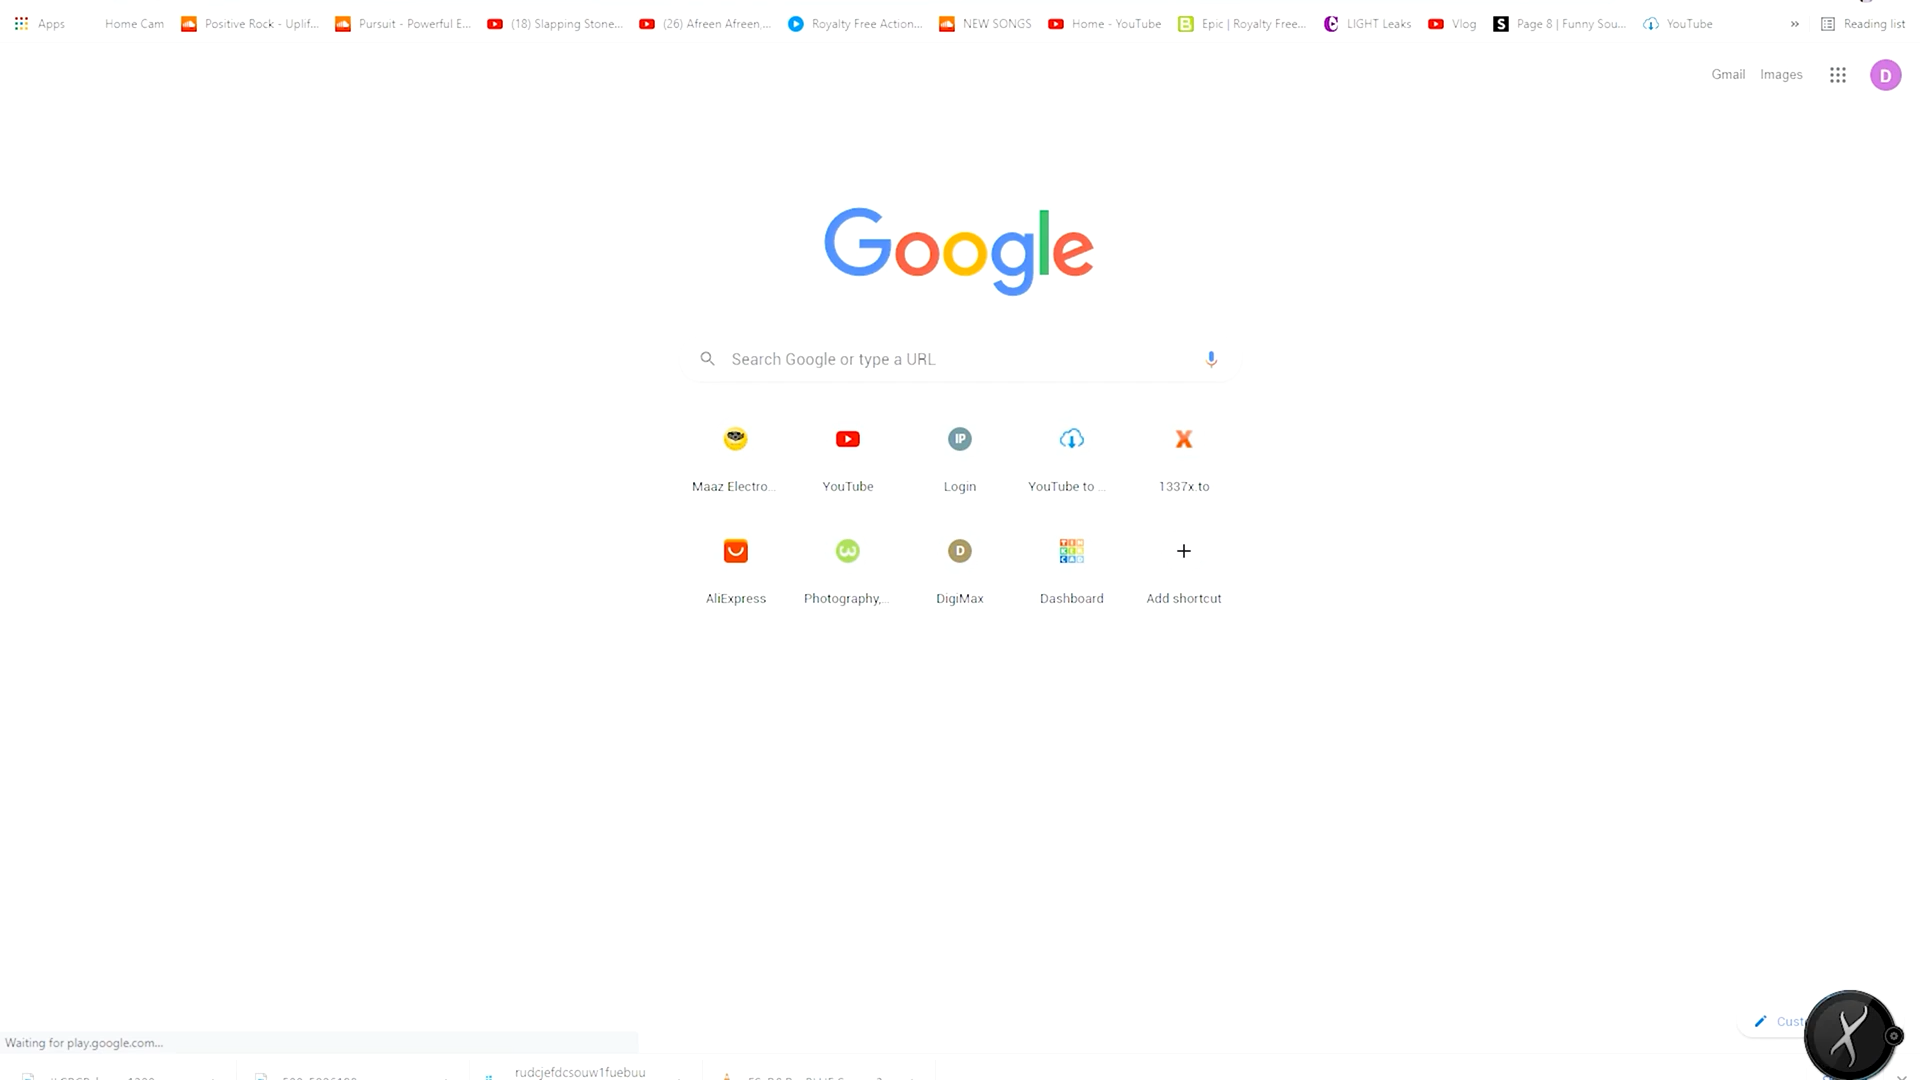 Apps Home Cam Positive Rock - Uplif... Pursuit - Powerful E... (18) Slapping Stone... (26) Afreen Afreen,... Royalty Free Action... NEW SONGS Home - YouTube Epic | Royalty Free... LIGHT Leaks Vlog Page 8 | Funny Sou... YouTube » Reading list
Gmail Images D
Google
Search Google or type a URL
IP
Maaz Electro... YouTube Login YouTube to ... 1337x.to
D
AliExpress Photography,... DigiMax Dashboard Add shortcut
Waiting for play.google.com...
rudcjefdcsouw1fuebuu